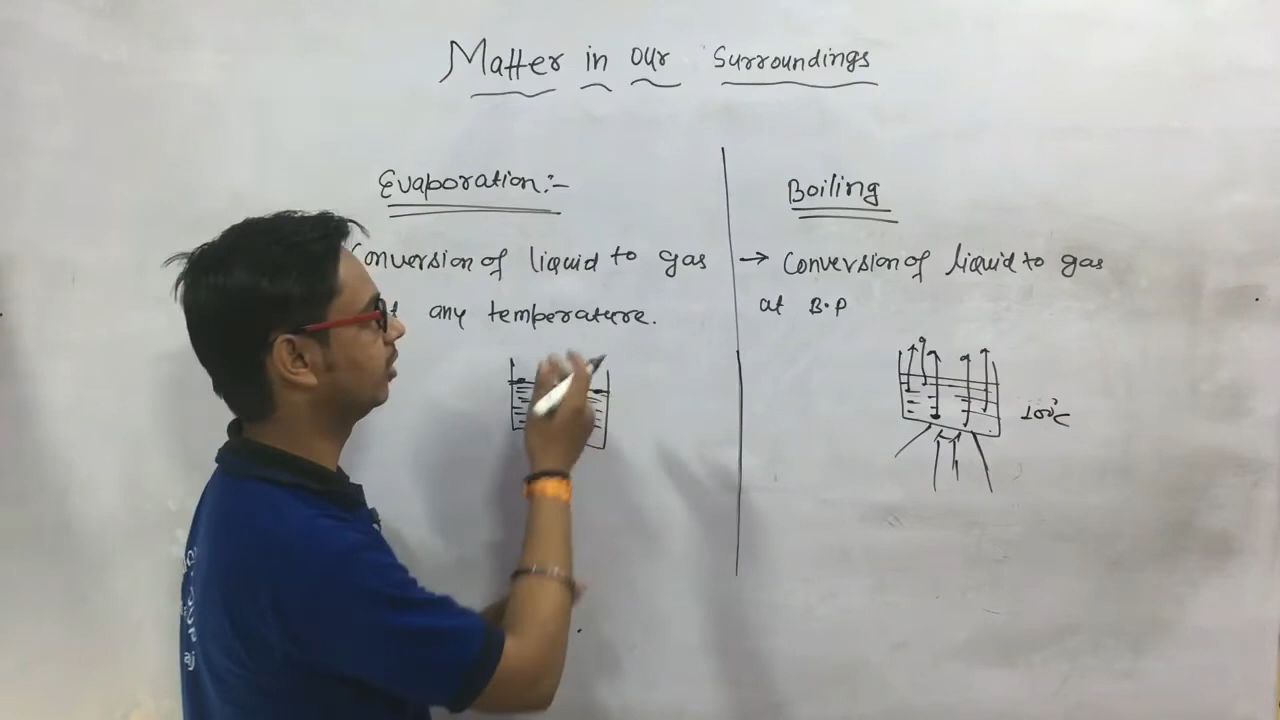 Matter in our Surroundings
Evaporation:-
Conversion of liquid to gas
any temperature.
Boiling
→ Conversion of liquid to gas
at B.P
100°C